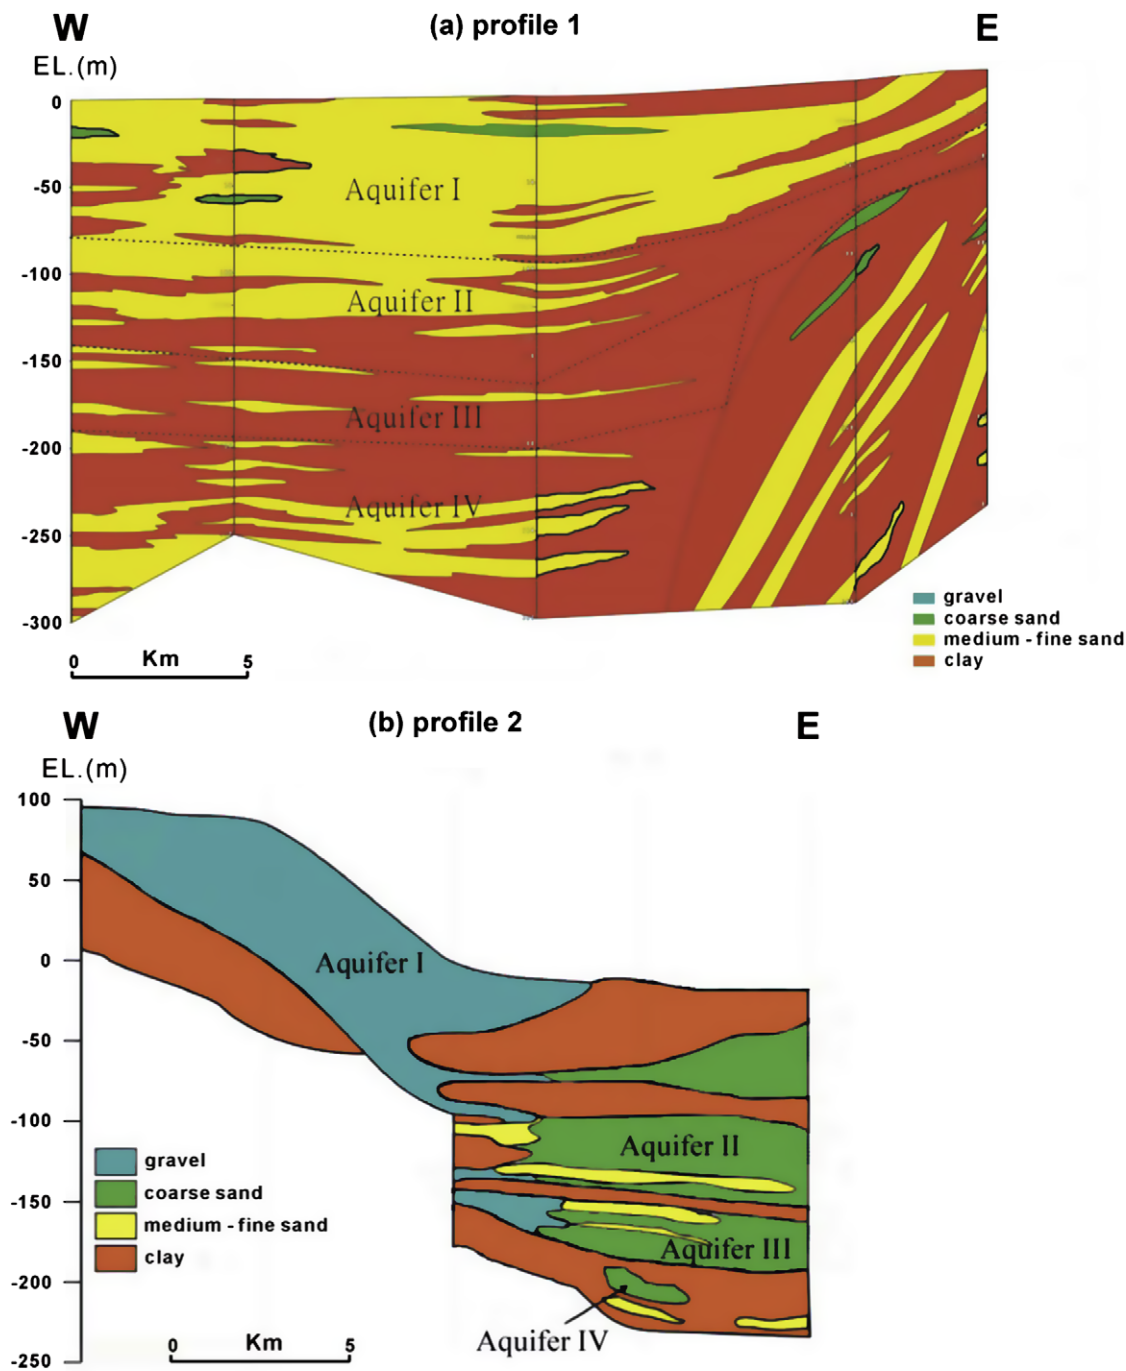 W (a) profile 1 E
EL.(m)
0
-50
-100
-150
-200
-250
-300
Aquifer I
Aquifer II
Aquifer III
Aquifer IV
gravel
coarse sand
medium - fine sand
clay
0 Km 5
W (b) profile 2 E
EL.(m)
100
50
0
-50
-100
-150
-200
-250
Aquifer I
Aquifer II
Aquifer III
Aquifer IV
gravel
coarse sand
medium - fine sand
clay
0 Km 5